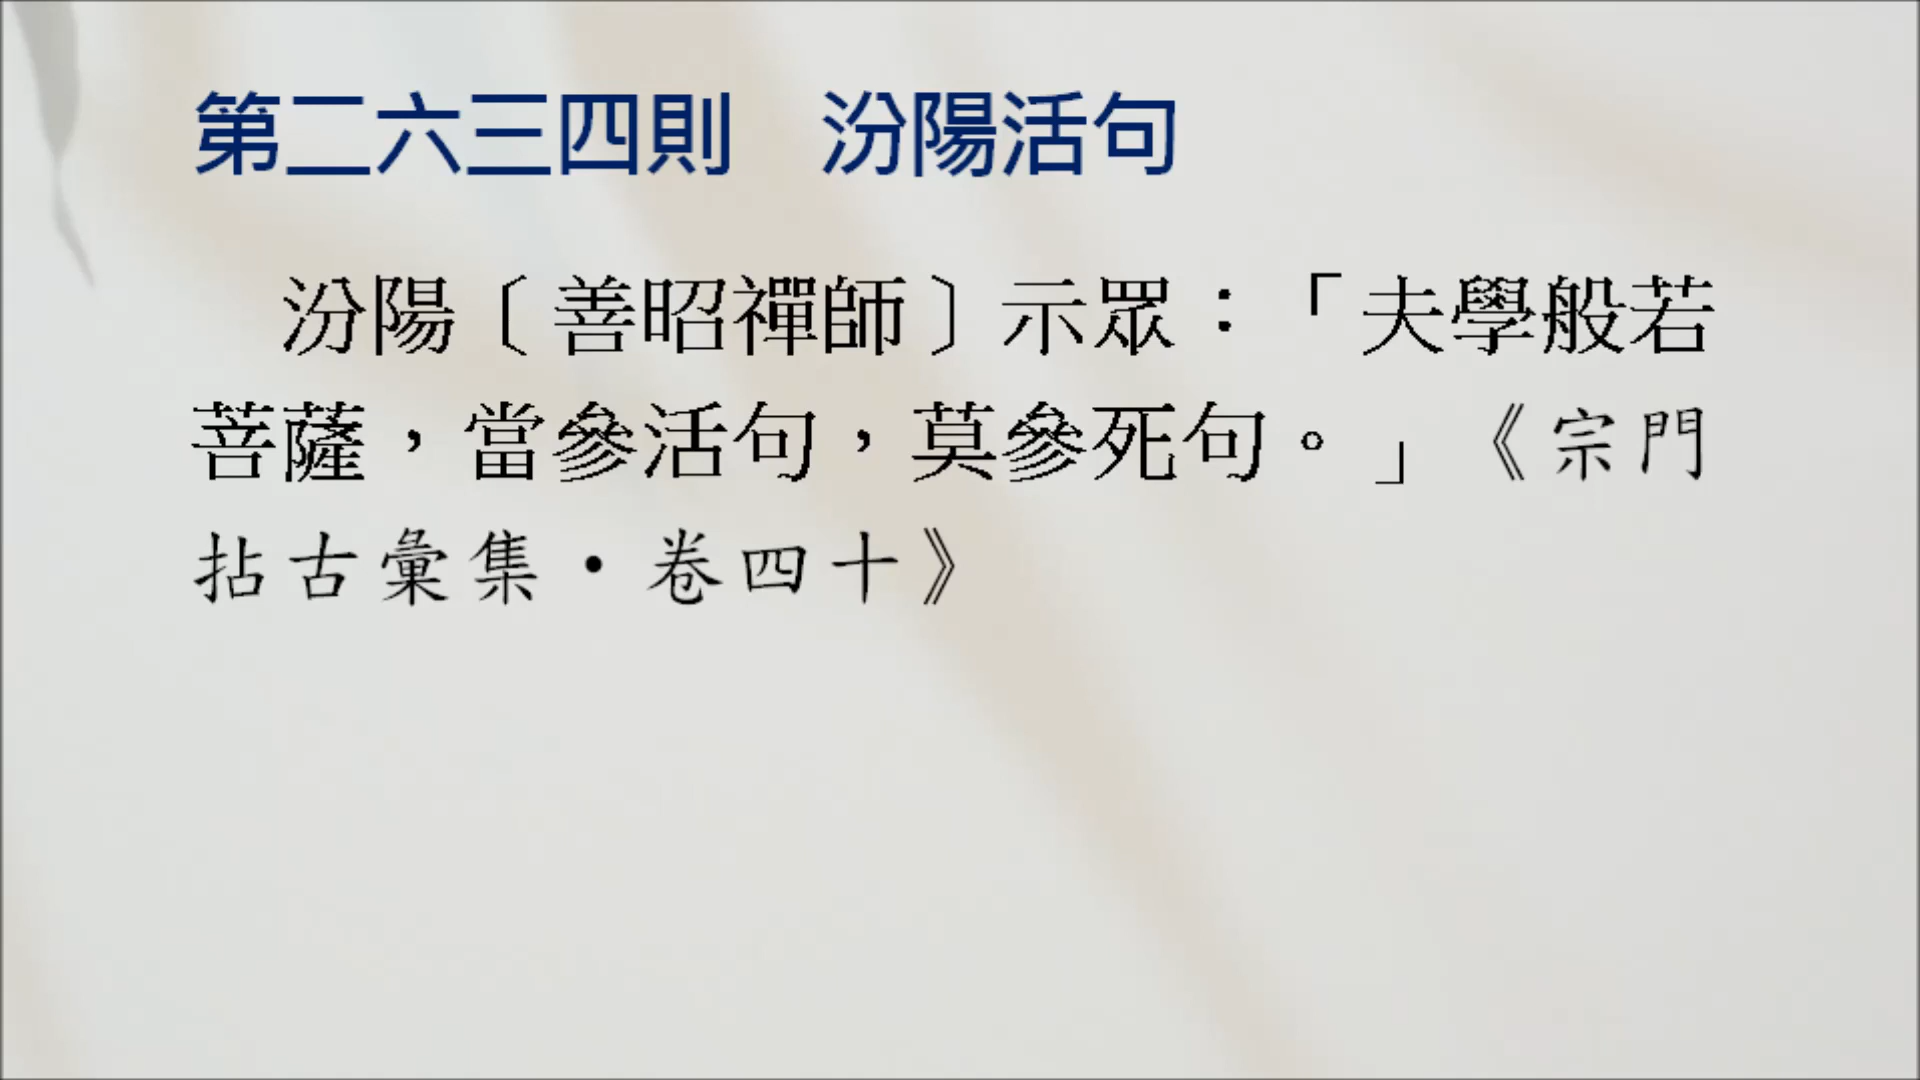 第二六三四則　汾陽活句
汾陽〔善昭禪師〕示眾：「夫學般若
菩薩，當參活句，莫參死句。」《宗門
拈古彙集·卷四十》